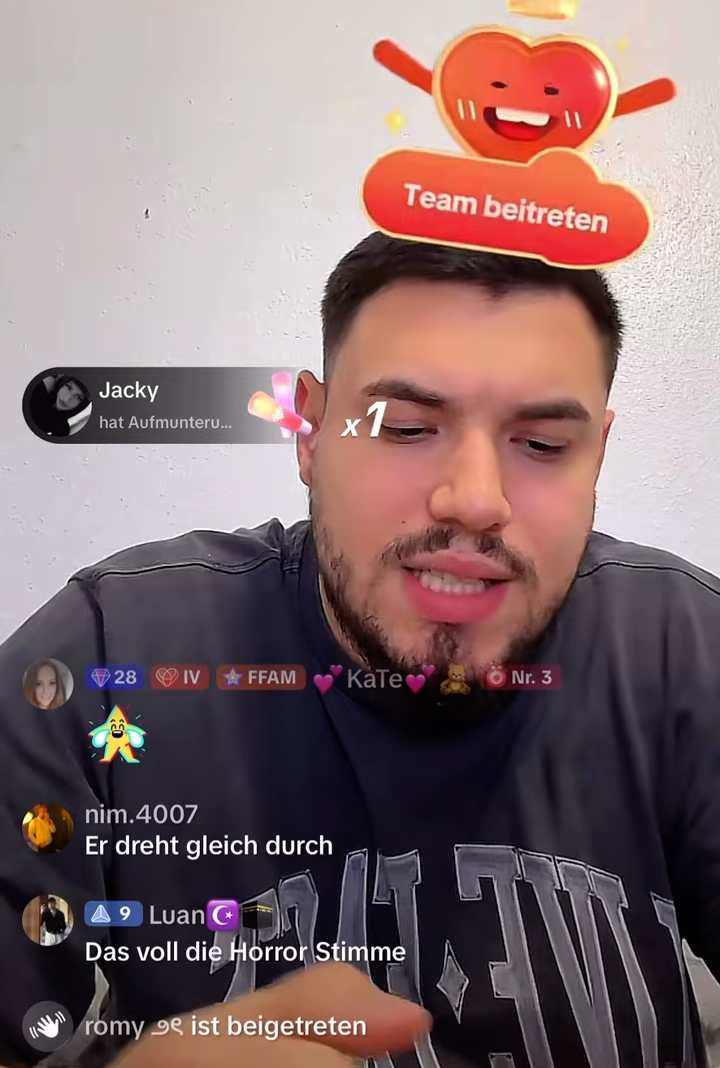 Team beitreten
Jacky
hat Aufmunteru...
x1
28 IV FFAM 💕KaTe💕🧸 Nr. 3
nim.4007
Er dreht gleich durch
9 Luan☪️🕋
Das voll die Horror Stimme
romy ୨ৎ ist beigetreten